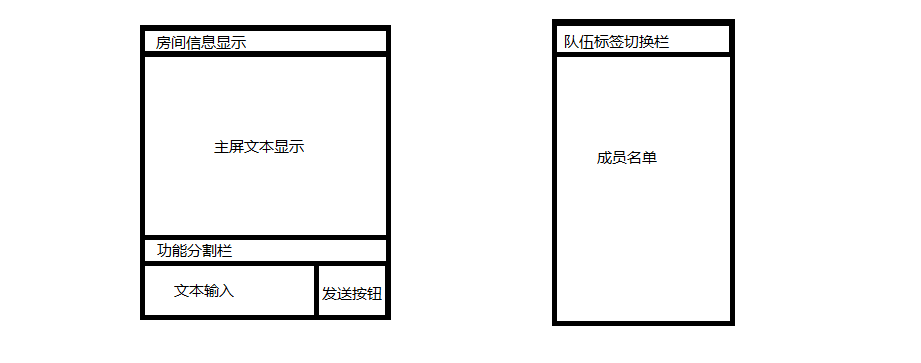 房间信息显示
主屏文本显示
功能分割栏
文本输入
发送按钮
队伍标签切换栏
成员名单